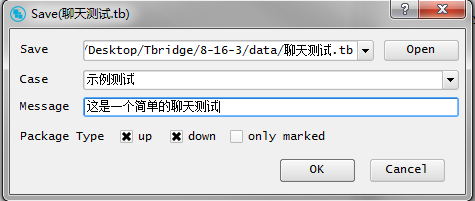 Save(聊天测试.tb)
Save /Desktop/Tbridge/8-16-3/data/聊天测试.tb Open
Case 示例测试
Message 这是一个简单的聊天测试
Package Type up down only marked
OK Cancel